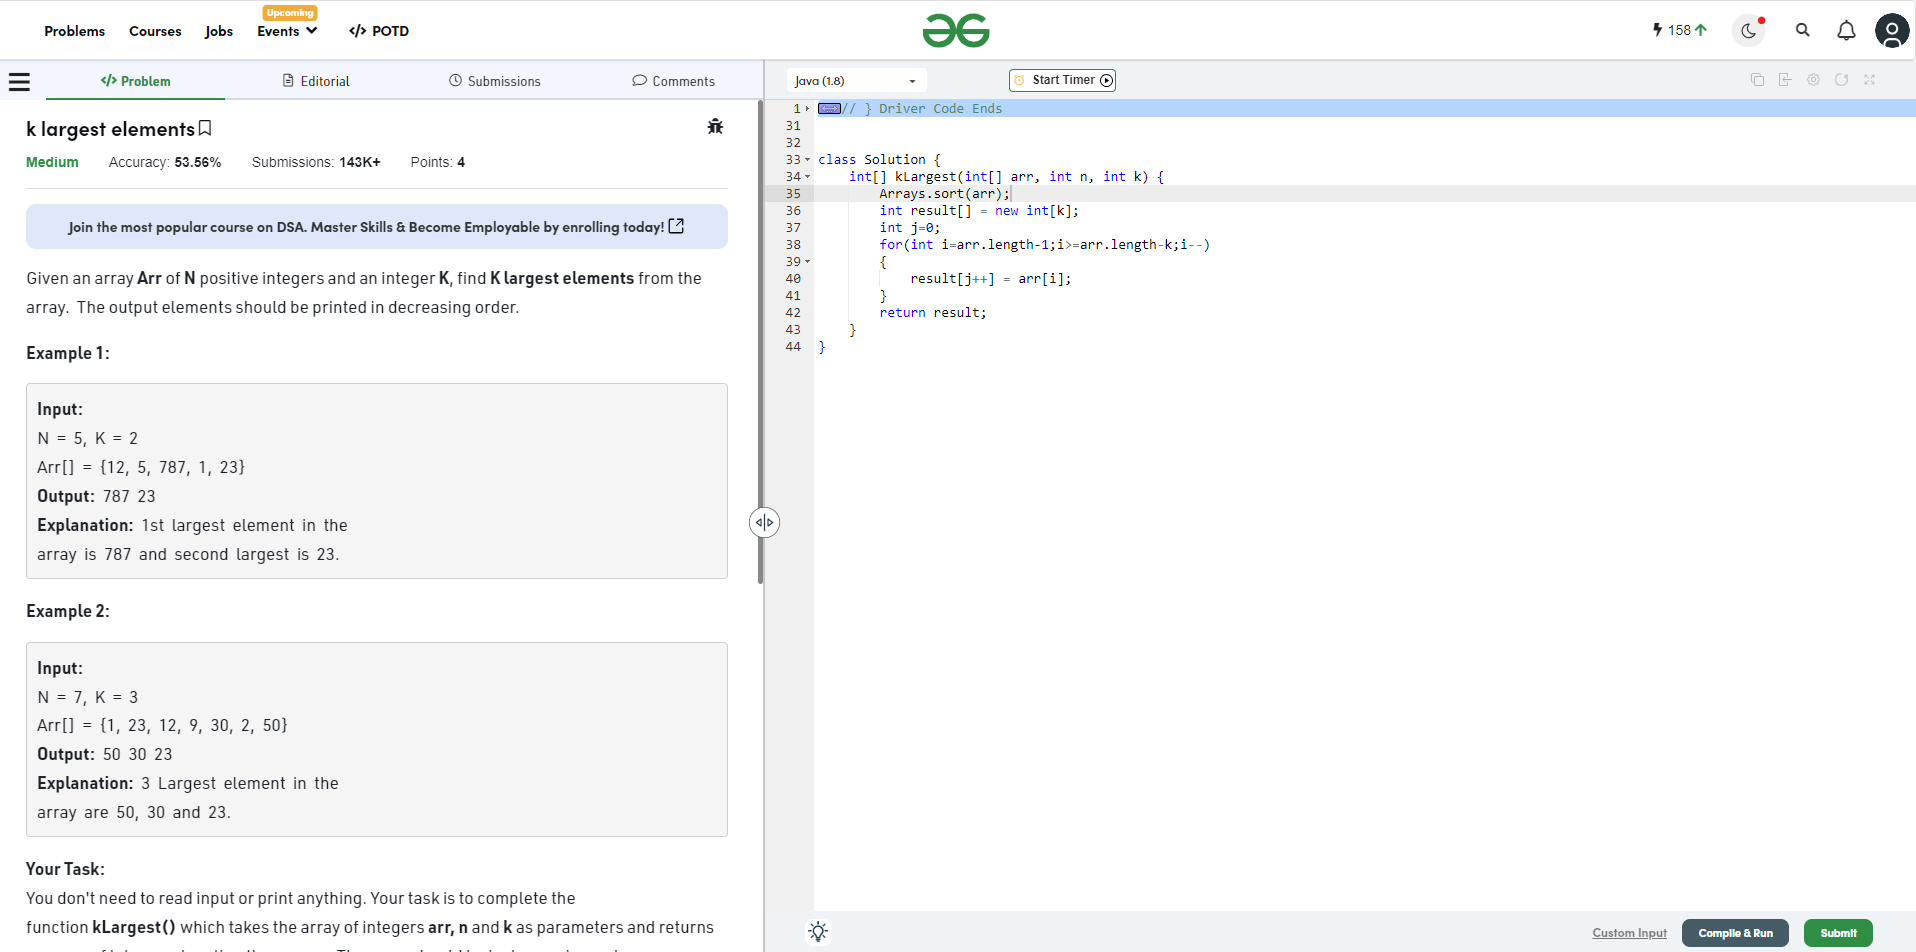 Problems Courses Jobs Events Upcoming </> POTD
158
</> Problem Editorial Submissions Comments
Java (1.8) Start Timer
k largest elements
Medium Accuracy: 53.56% Submissions: 143K+ Points: 4
Join the most popular course on DSA. Master Skills & Become Employable by enrolling today!
Given an array Arr of N positive integers and an integer K, find K largest elements from the
array. The output elements should be printed in decreasing order.
Example 1:
Input:
N = 5, K = 2
Arr[] = {12, 5, 787, 1, 23}
Output: 787 23
Explanation: 1st largest element in the
array is 787 and second largest is 23.
Example 2:
Input:
N = 7, K = 3
Arr[] = {1, 23, 12, 9, 30, 2, 50}
Output: 50 30 23
Explanation: 3 Largest element in the
array are 50, 30 and 23.
Your Task:
You don't need to read input or print anything. Your task is to complete the
function kLargest() which takes the array of integers arr, n and k as parameters and returns
1 // } Driver Code Ends
31
32
33 class Solution {
34 int[] kLargest(int[] arr, int n, int k) {
35 Arrays.sort(arr);
36 int result[] = new int[k];
37 int j=0;
38 for(int i=arr.length-1;i>=arr.length-k;i--)
39 {
40 result[j++] = arr[i];
41 }
42 return result;
43 }
44 }
Custom Input Compile & Run Submit